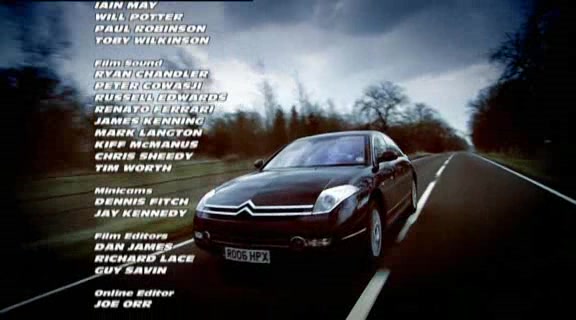 IAIN MAY
WILL POTTER
PAUL ROBINSON
TOBY WILKINSON
Film Sound
RYAN CHANDLER
PETER COWASJI
RUSSELL EDWARDS
RENATO FERRARI
JAMES KENNING
MARK LANGTON
KIFF McMANUS
CHRIS SHEEDY
TIM WORTH
Minicams
DENNIS FITCH
JAY KENNEDY
Film Editors
DAN JAMES
RICHARD LACE
GUY SAVIN
Online Editor
JOE ORR
RO06 HPX